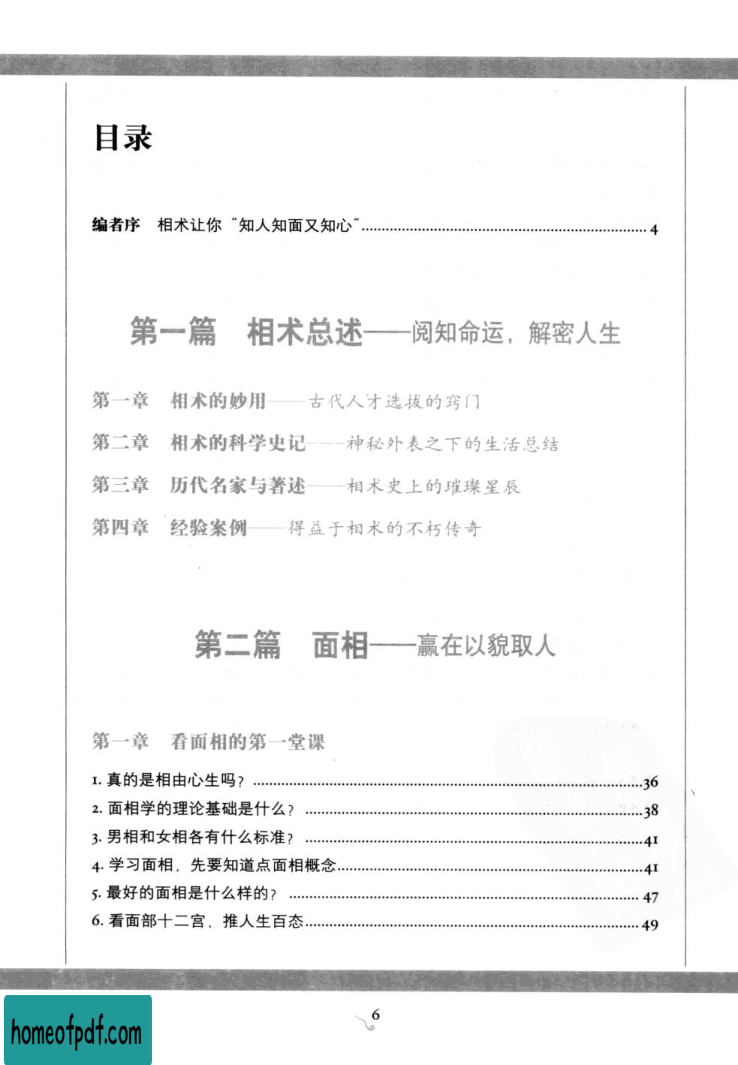 目录
编者序 相术让你“知人知面又知心” 4
第一篇 相术总述——阅知命运，解密人生
第一章 相术的妙用——古代人才选拔的窍门
第二章 相术的科学史记——神秘外表之下的生活总结
第三章 历代名家与著述——相术史上的璀璨星辰
第四章 经验案例——得益于相术的不朽传奇
第二篇 面相——赢在以貌取人
第一章 看面相的第一堂课
1. 真的是相由心生吗？ 36
2. 面相学的理论基础是什么？ 38
3. 男相和女相各有什么标准？ 41
4. 学习面相，先要知道点面相概念 41
5. 最好的面相是什么样的？ 47
6. 看面部十二宫，推人生百态 49
6
homeofpdf.com